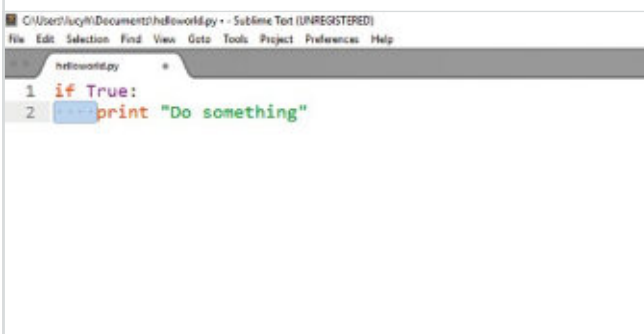 C:\Users\lucyh\Documents\helloworld.py • - Sublime Text (UNREGISTERED)
File Edit Selection Find View Goto Tools Project Preferences Help
helloworld.py
1 if True:
2 print "Do something"